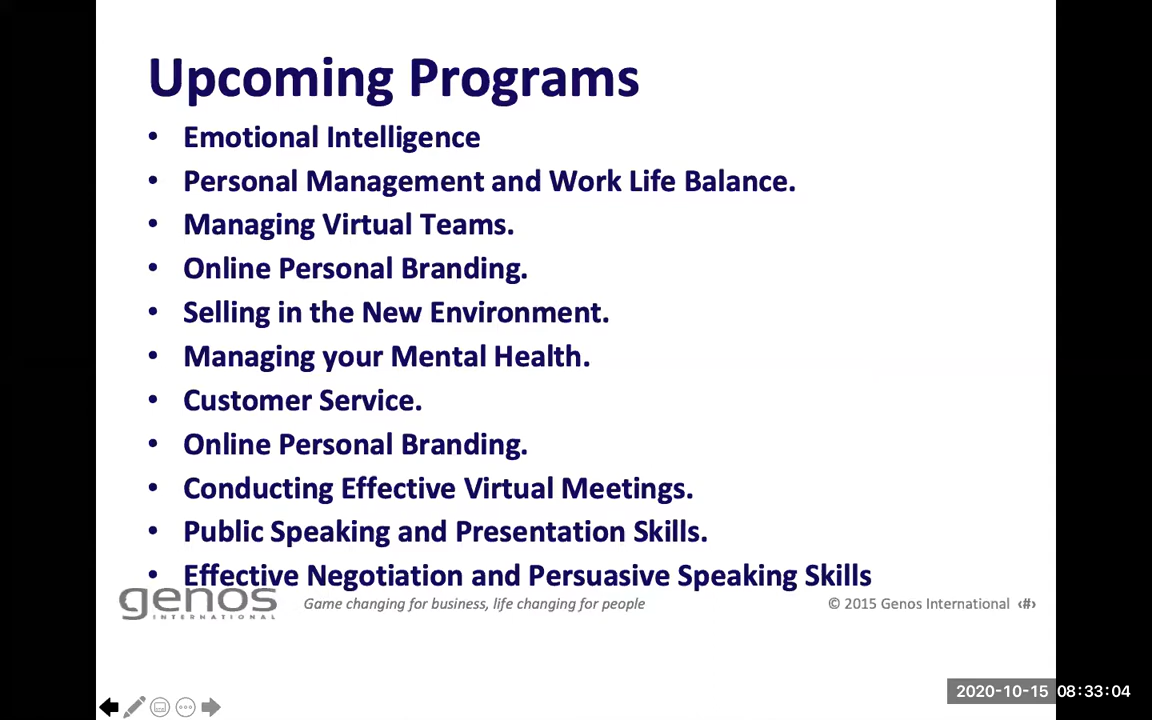 Upcoming Programs
• Emotional Intelligence
• Personal Management and Work Life Balance.
• Managing Virtual Teams.
• Online Personal Branding.
• Selling in the New Environment.
• Managing your Mental Health.
• Customer Service.
• Online Personal Branding.
• Conducting Effective Virtual Meetings.
• Public Speaking and Presentation Skills.
• Effective Negotiation and Persuasive Speaking Skills
genos
INTERNATIONAL
Game changing for business, life changing for people
© 2015 Genos International ‹#›
2020-10-15 08:33:04